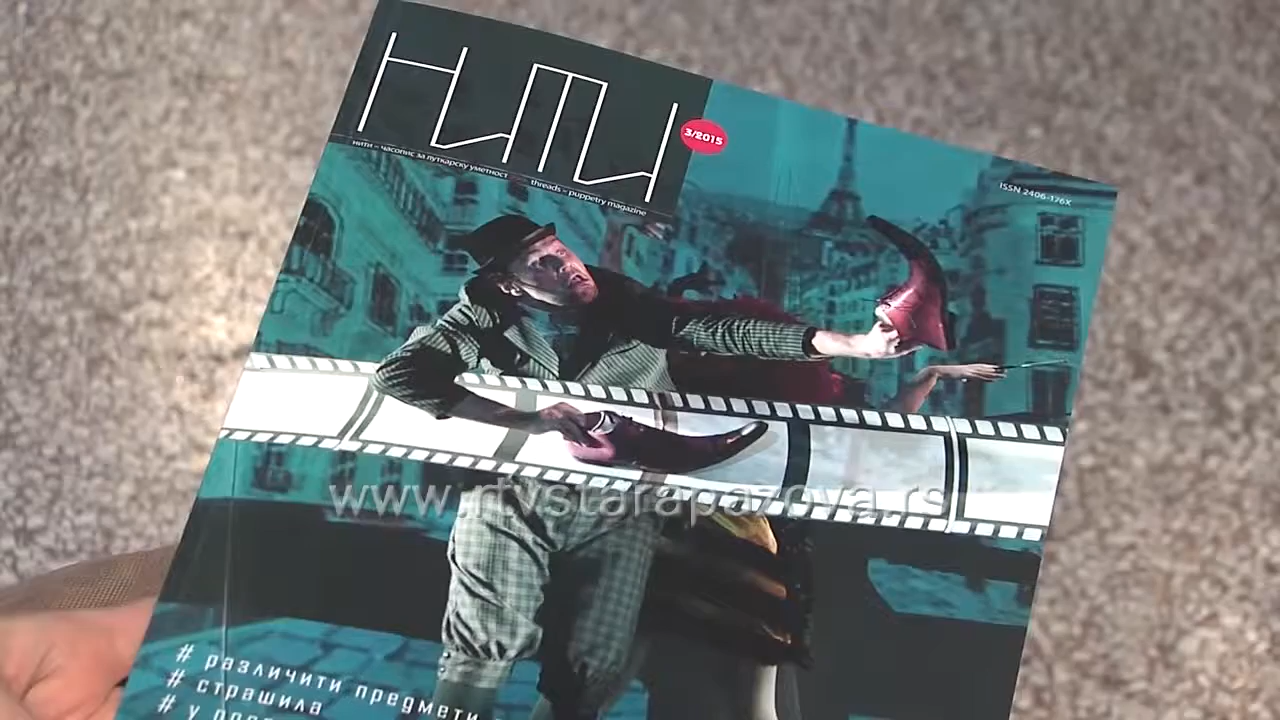 НИТИ
3/2015
нити – часопис за луткарску уметност threads – puppetry magazine
ISSN 2406-176X
www.rtvstarapazova.rs
# различити предмети
# страшила
# у